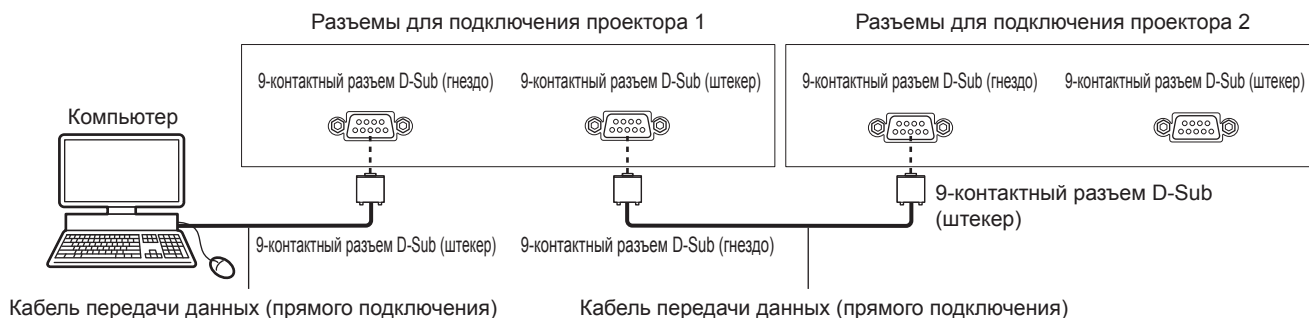 Разъемы для подключения проектора 1
Разъемы для подключения проектора 2
9-контактный разъем D-Sub (гнездо)
9-контактный разъем D-Sub (штекер)
9-контактный разъем D-Sub (гнездо)
9-контактный разъем D-Sub (штекер)
Компьютер
9-контактный разъем D-Sub
(штекер)
9-контактный разъем D-Sub (штекер)
9-контактный разъем D-Sub (гнездо)
Кабель передачи данных (прямого подключения)
Кабель передачи данных (прямого подключения)